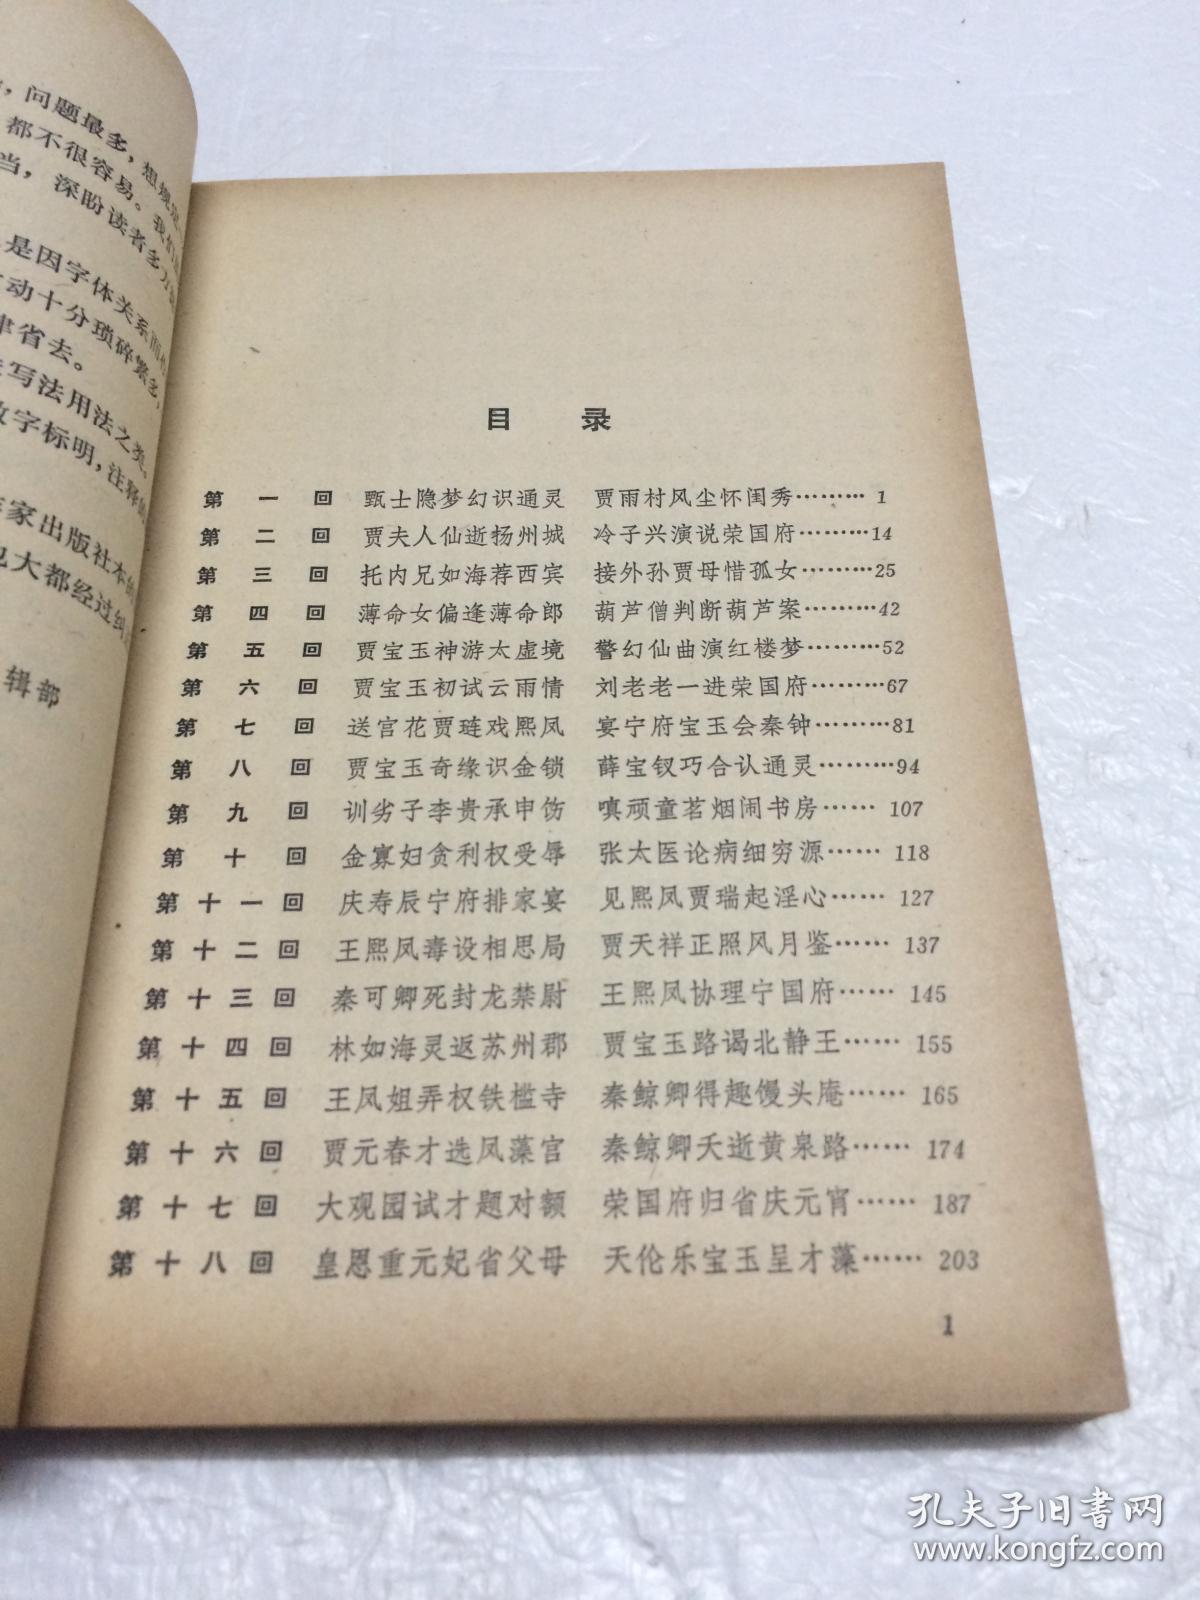 ，问题最多，想规定
都不很容易。我们
当，深盼读者多方
是因字体关系而
动十分琐碎繁多，
律省去。
写法用法之类。
数字标明，注释
作家出版社本的
也大都经过纠
辑部
目 录
第一回 甄士隐梦幻识通灵 贾雨村风尘怀闺秀……… 1
第二回 贾夫人仙逝扬州城 冷子兴演说荣国府………14
第三回 托内兄如海荐西宾 接外孙贾母惜孤女………25
第四回 薄命女偏逢薄命郎 葫芦僧判断葫芦案………42
第五回 贾宝玉神游太虚境 警幻仙曲演红楼梦………52
第六回 贾宝玉初试云雨情 刘老老一进荣国府………67
第七回 送宫花贾琏戏熙凤 宴宁府宝玉会秦钟………81
第八回 贾宝玉奇缘识金锁 薛宝钗巧合认通灵………94
第九回 训劣子李贵承申饬 嗔顽童茗烟闹书房…… 107
第十回 金寡妇贪利权受辱 张太医论病细穷源…… 118
第十一回 庆寿辰宁府排家宴 见熙凤贾瑞起淫心…… 127
第十二回 王熙凤毒设相思局 贾天祥正照风月鉴…… 137
第十三回 秦可卿死封龙禁尉 王熙凤协理宁国府…… 145
第十四回 林如海灵返苏州郡 贾宝玉路谒北静王…… 155
第十五回 王凤姐弄权铁槛寺 秦鲸卿得趣馒头庵…… 165
第十六回 贾元春才选凤藻宫 秦鲸卿夭逝黄泉路…… 174
第十七回 大观园试才题对额 荣国府归省庆元宵…… 187
第十八回 皇恩重元妃省父母 天伦乐宝玉呈才藻…… 203
1
孔夫子旧书网
www.kongfz.com